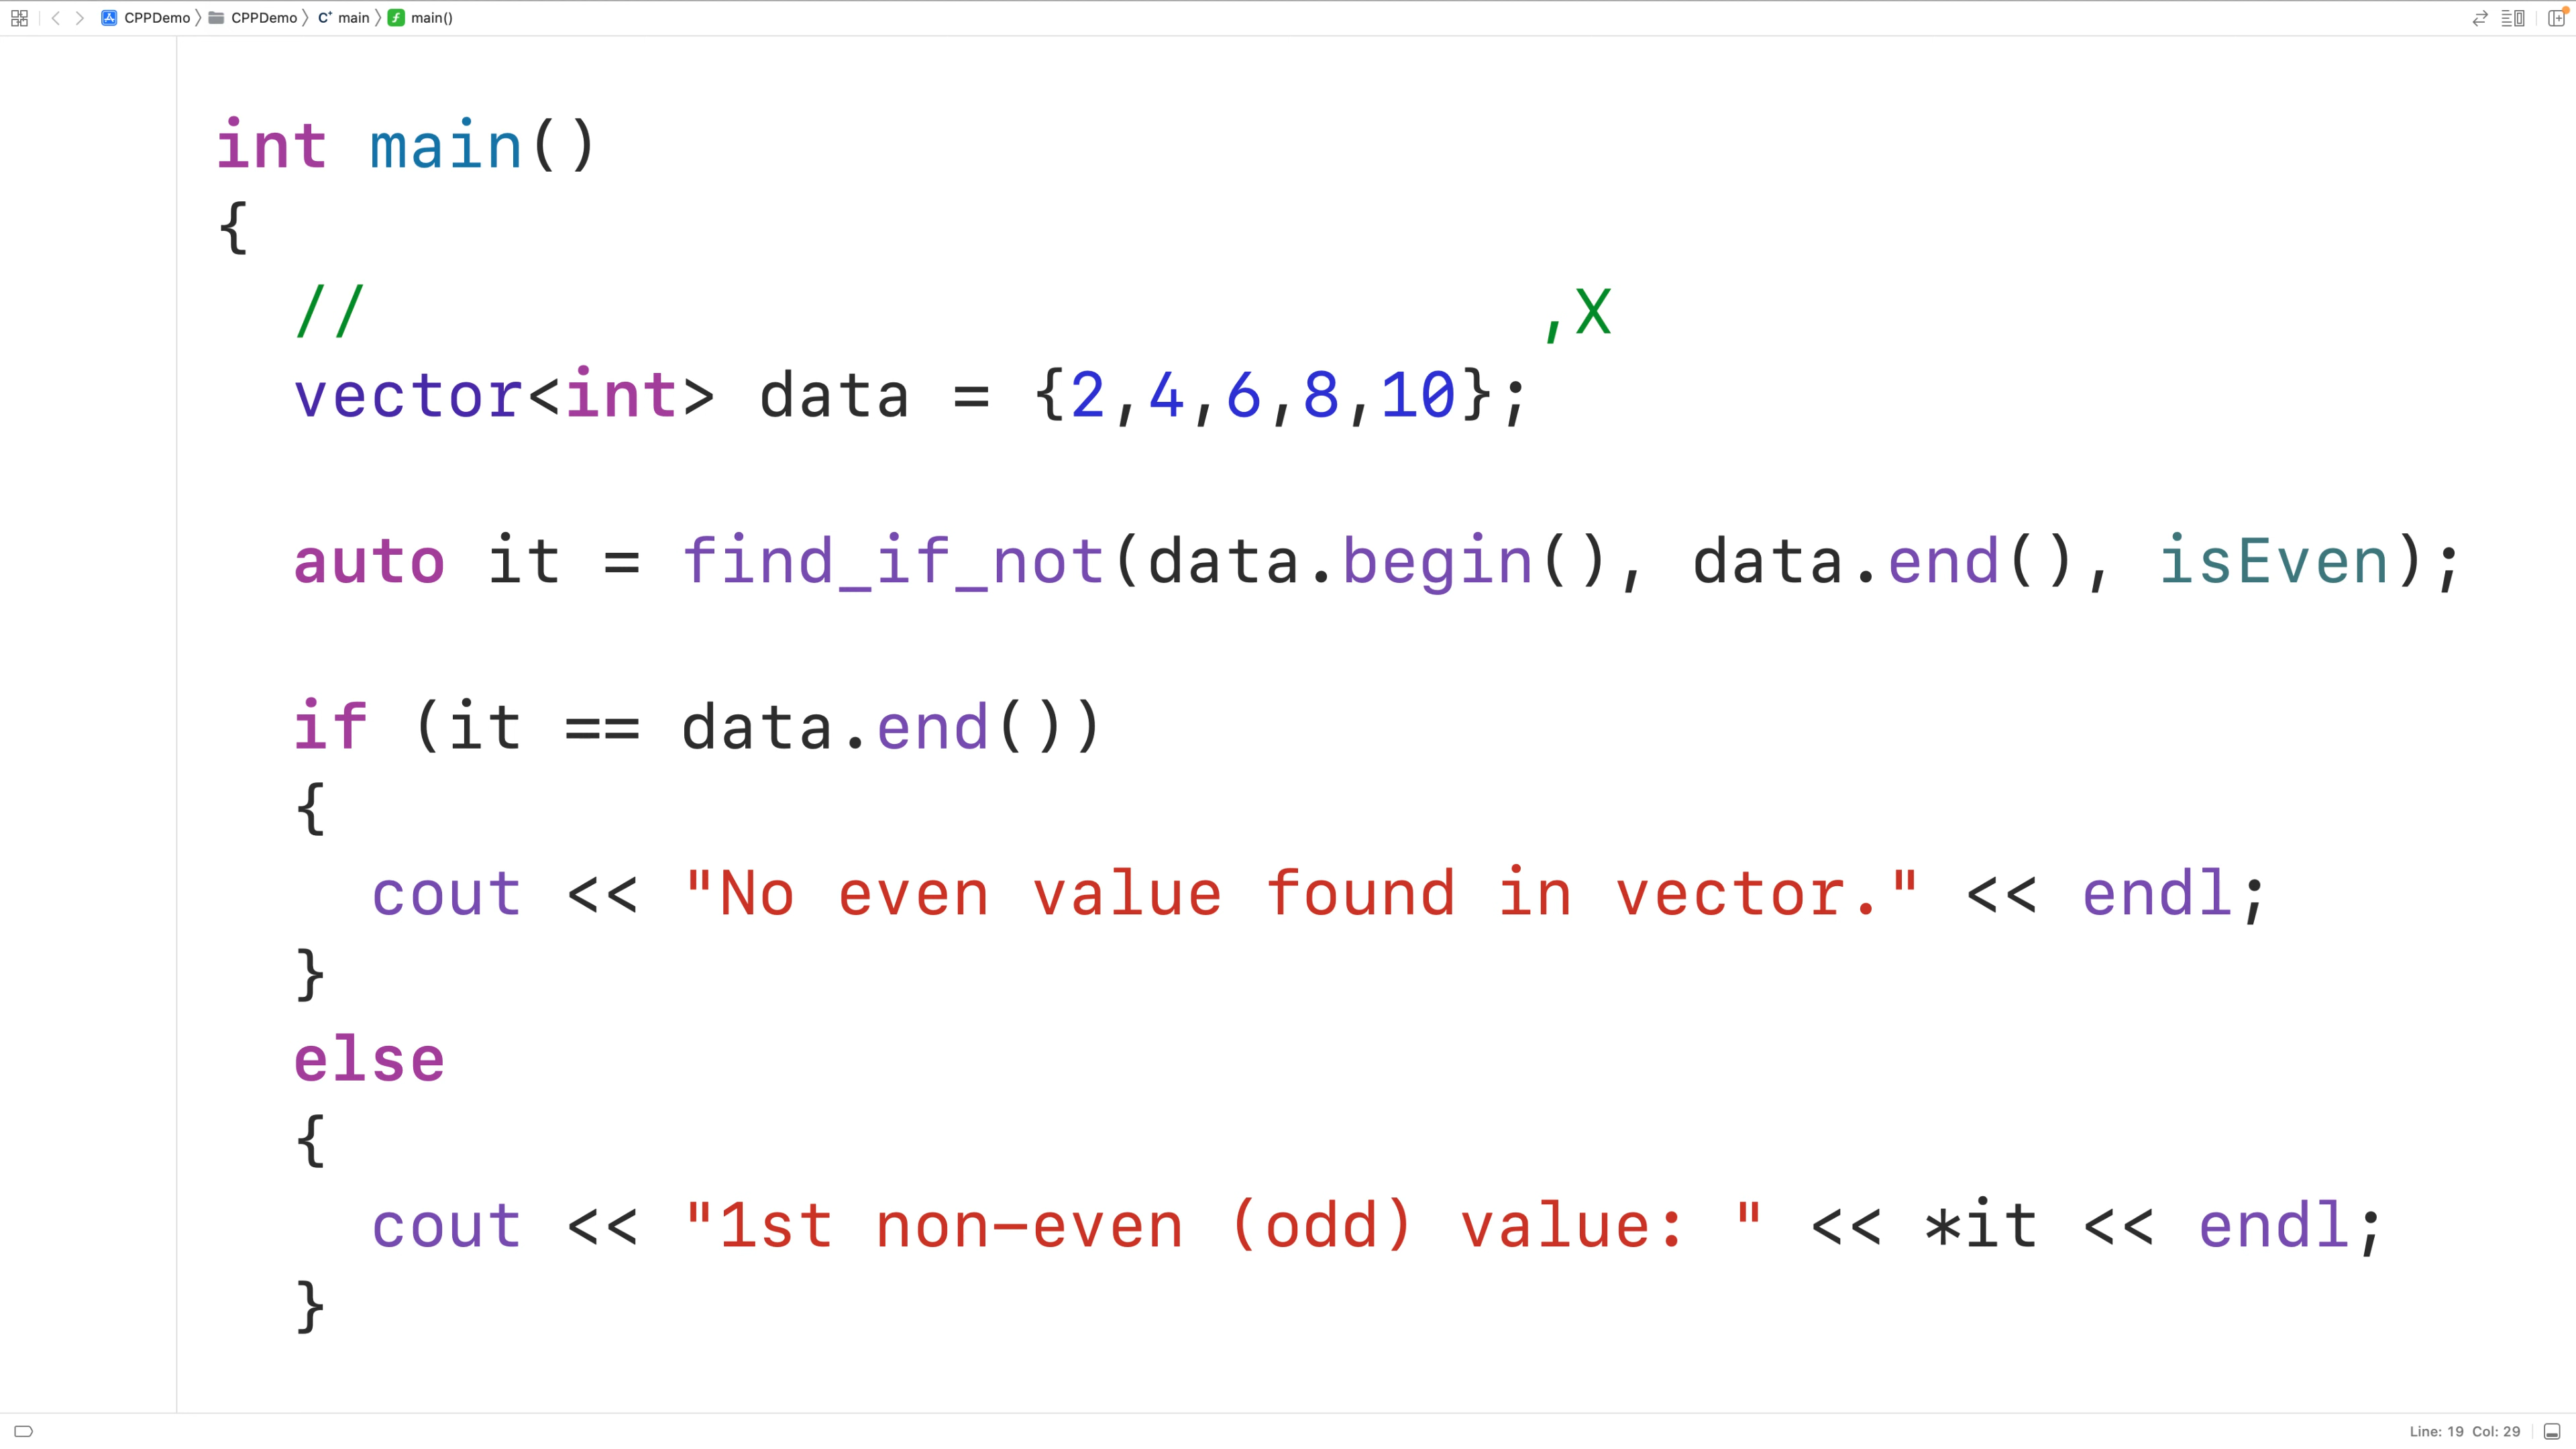 CPPDemo 〉 CPPDemo 〉 C+ main 〉 f main()
int main()
{
  //                              ,X
  vector<int> data = {2,4,6,8,10};
  auto it = find_if_not(data.begin(), data.end(), isEven);
  if (it == data.end())
  {
    cout << "No even value found in vector." << endl;
  }
  else
  {
    cout << "1st non-even (odd) value: " << *it << endl;
  }
Line: 19 Col: 29